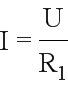 I = U / R₁